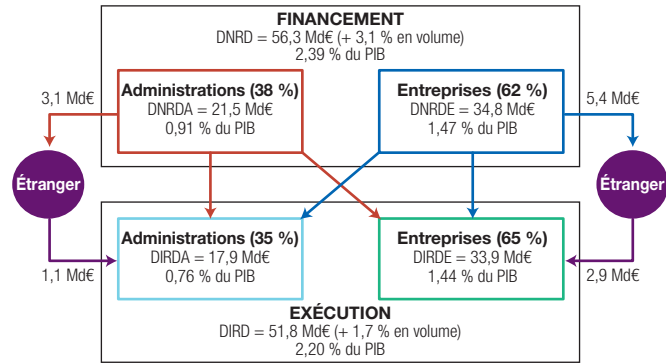 FINANCEMENT
DNRD = 56,3 Md€ (+ 3,1 % en volume)
2,39 % du PIB
3,1 Md€
Administrations (38 %)
DNRDA = 21,5 Md€
0,91 % du PIB
Entreprises (62 %)
DNRDE = 34,8 Md€
1,47 % du PIB
5,4 Md€
Étranger
Étranger
Administrations (35 %)
DIRDA = 17,9 Md€
0,76 % du PIB
Entreprises (65 %)
DIRDE = 33,9 Md€
1,44 % du PIB
1,1 Md€
2,9 Md€
EXÉCUTION
DIRD = 51,8 Md€ (+ 1,7 % en volume)
2,20 % du PIB